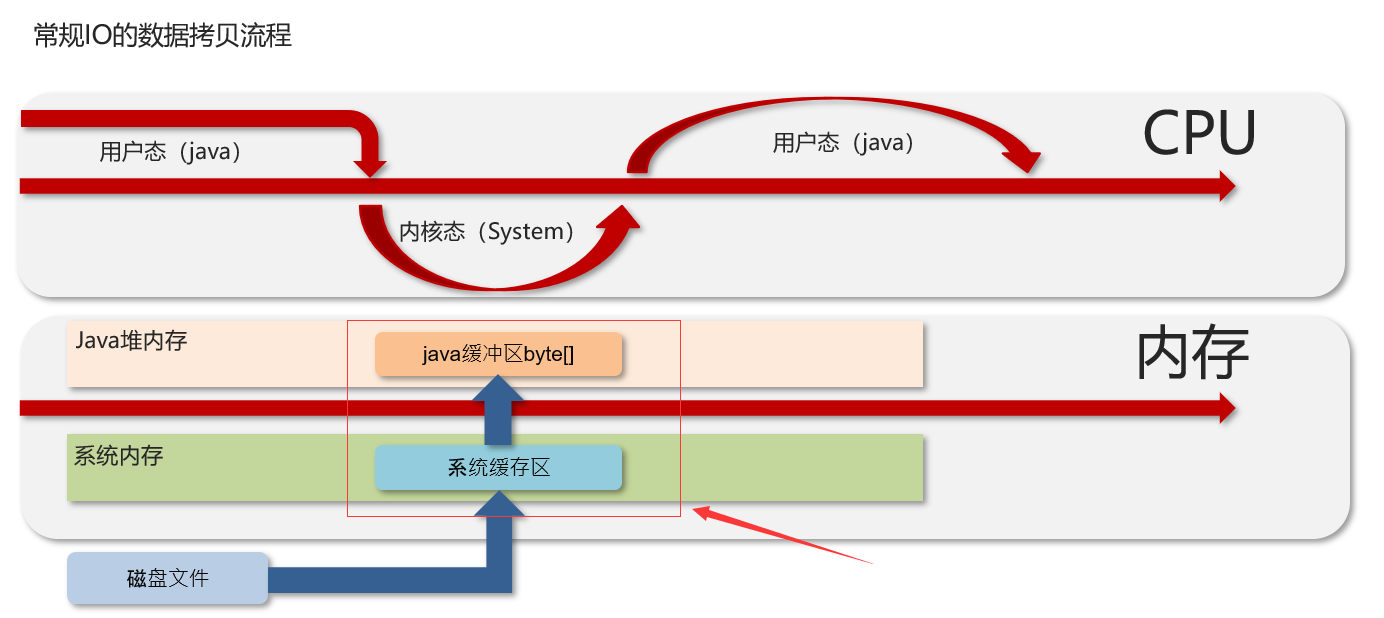 常规IO的数据拷贝流程
CPU
用户态（java）
用户态（java）
内核态（System）
Java堆内存
java缓冲区byte[]
内存
系统内存
系统缓存区
磁盘文件